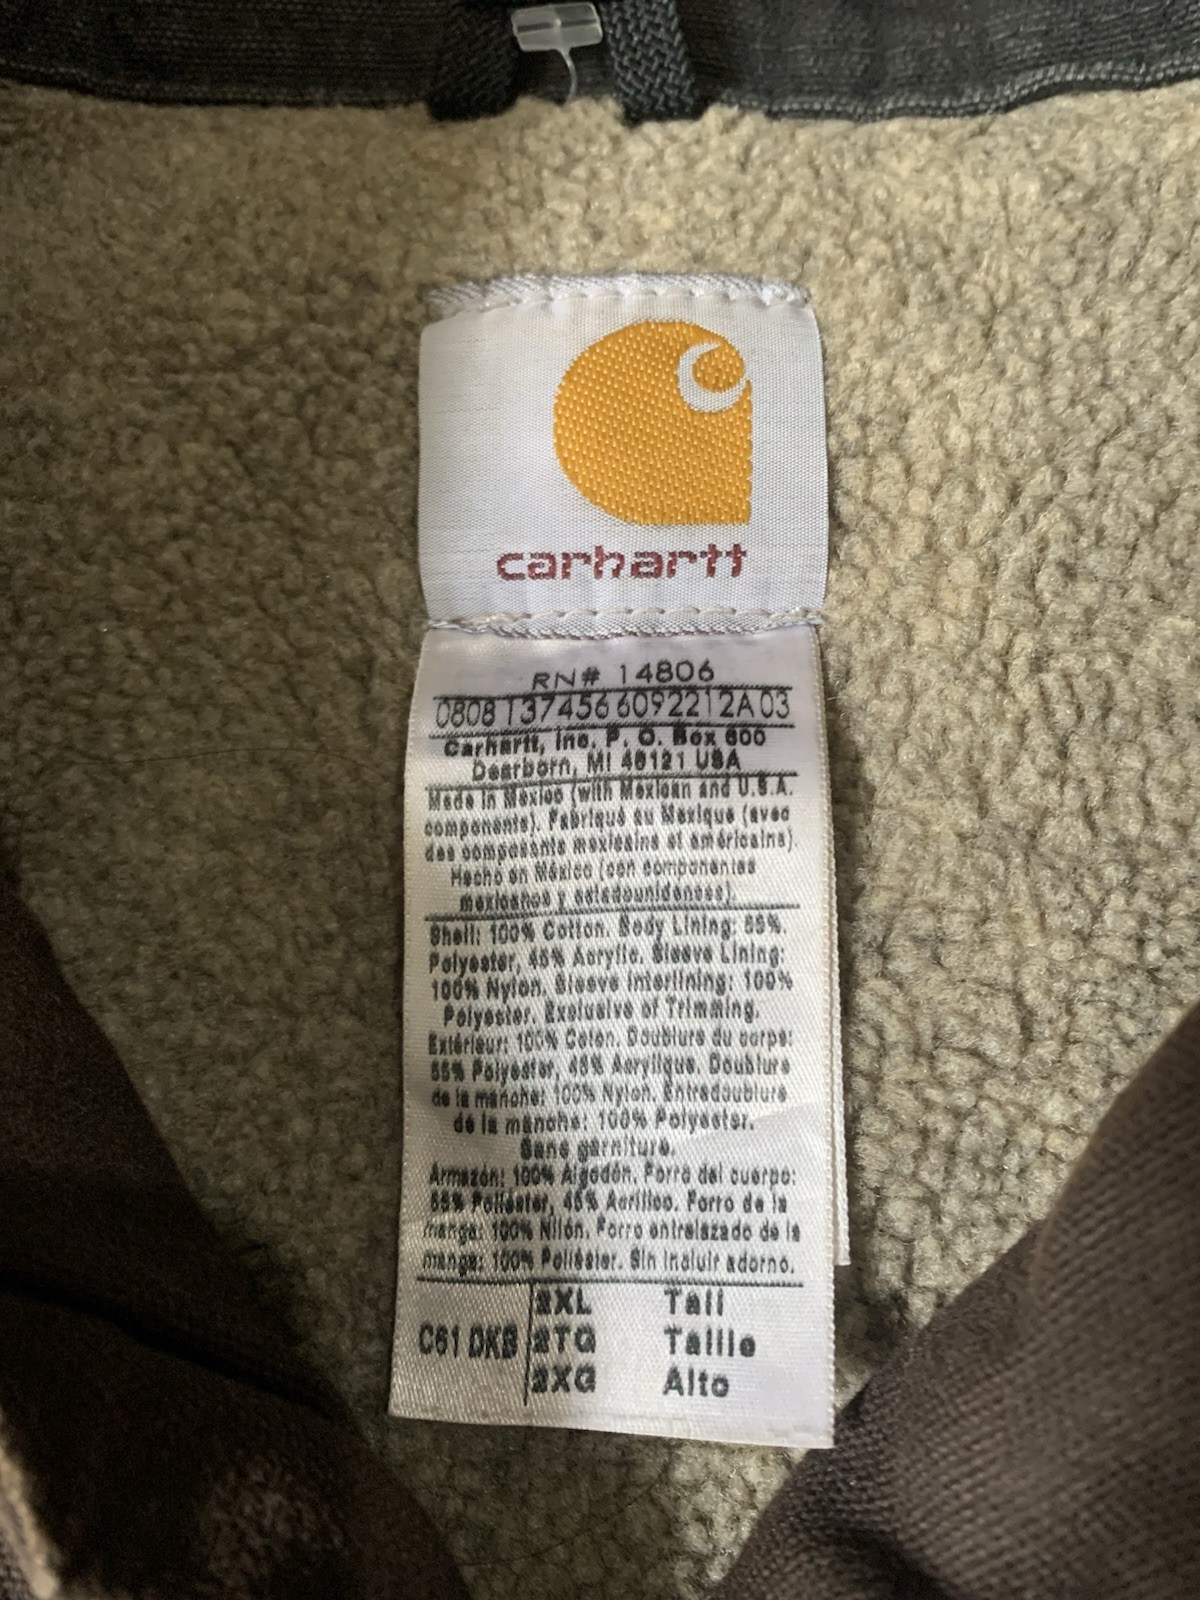 carhartt
RN# 14806
0808 137456 6092212A 03
Carhartt, Inc. P. O. Box 600
Dearborn, MI 48121 USA
Made in Mexico (with Mexican and U.S.A.
components). Fabriqué au Mexique (avec
des composants mexicains et américains).
Hecho en México (con componentes
mexicanos y estadounidenses).
Shell: 100% Cotton. Body Lining: 55%.
Polyester, 45% Acrylic. Sleeve Lining:
100% Nylon. Sleeve Interlining: 100%
Polyester. Exclusive of Trimming.
Extérieur: 100% Coton. Doublure du corps:
55% Polyester, 45% Acrylique. Doublure
de la manche: 100% Nylon. Entredoublure
de la manche: 100% Polyester.
Sans garniture.
Armazón: 100% Algodón. Forro del cuerpo:
55% Poliéster, 45% Acrílico. Forro de la
manga: 100% Nilón. Forro entrelazado de la
manga: 100% Poliéster. Sin incluir adorno.
C61 DKB
2XL Tall
2TG Taille
2XG Alto